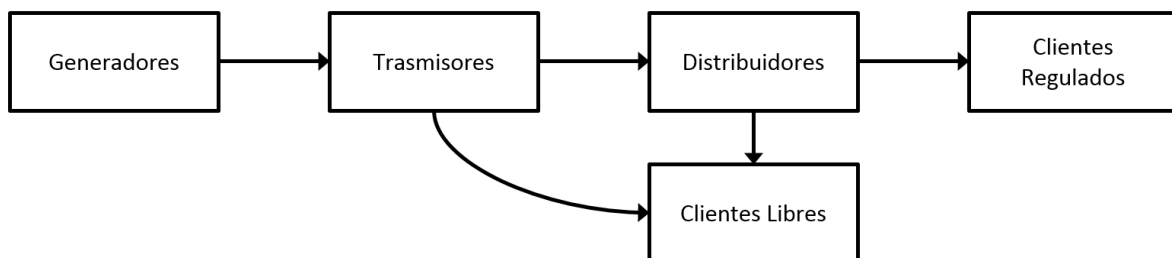 Generadores
Trasmisores
Distribuidores
Clientes
Regulados
Clientes Libres